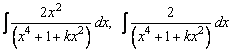 ∫ 2x²/(x⁴+1+kx²) dx, ∫ 2/(x⁴+1+kx²) dx